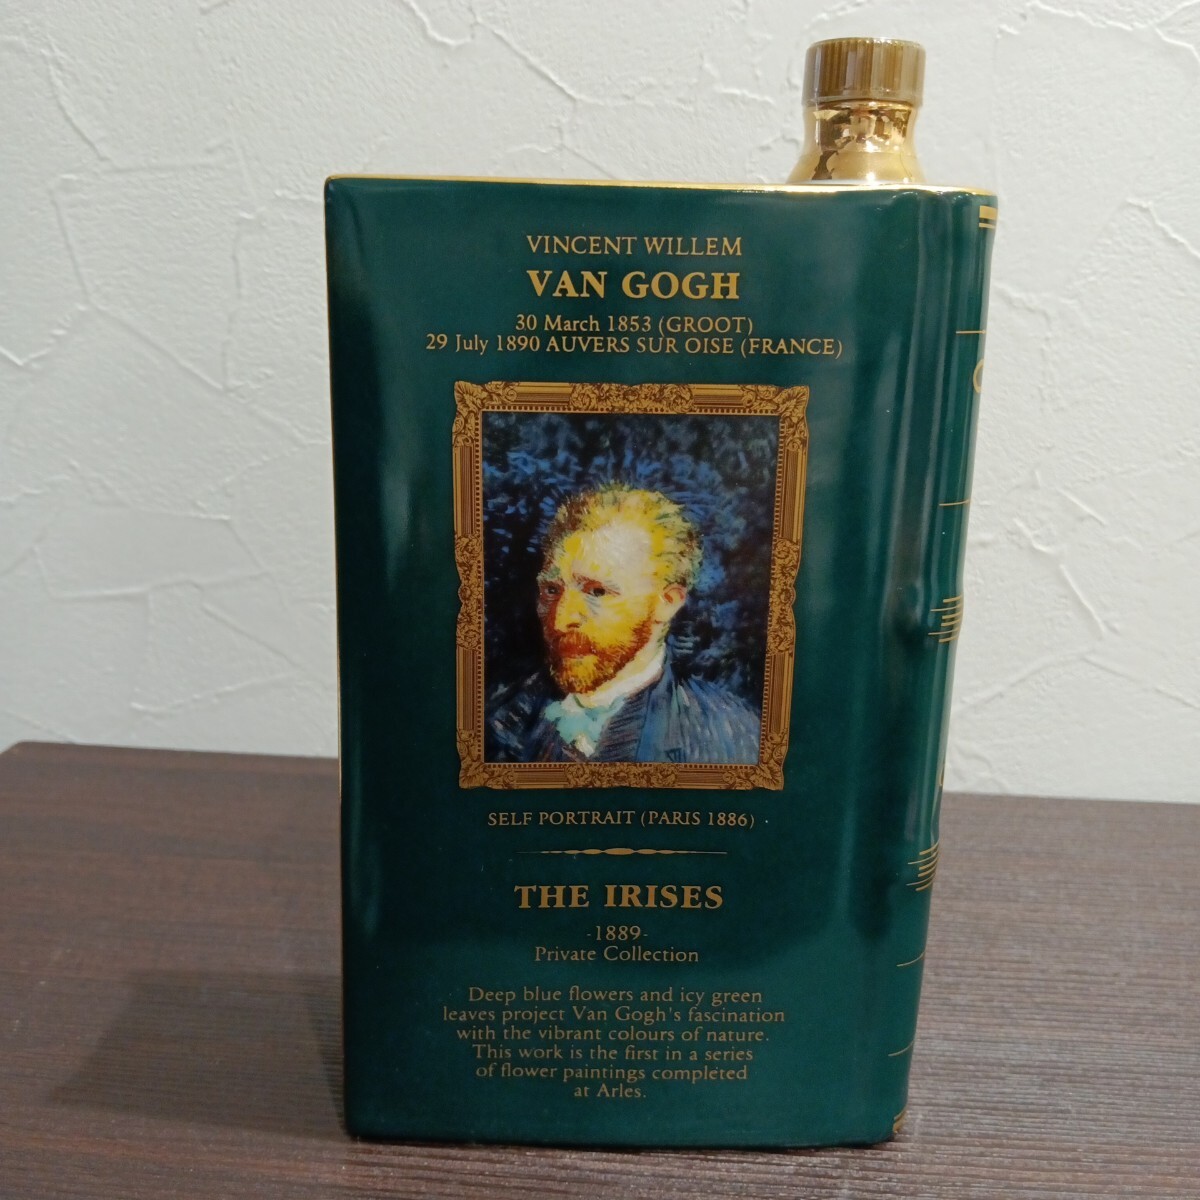 VINCENT WILLEM
VAN GOGH
30 March 1853 (GROOT)
29 July 1890 AUVERS SUR OISE (FRANCE)
SELF PORTRAIT (PARIS 1886)
THE IRISES
-1889-
Private Collection
Deep blue flowers and icy green
leaves project Van Gogh's fascination
with the vibrant colours of nature.
This work is the first in a series
of flower paintings completed
at Arles.